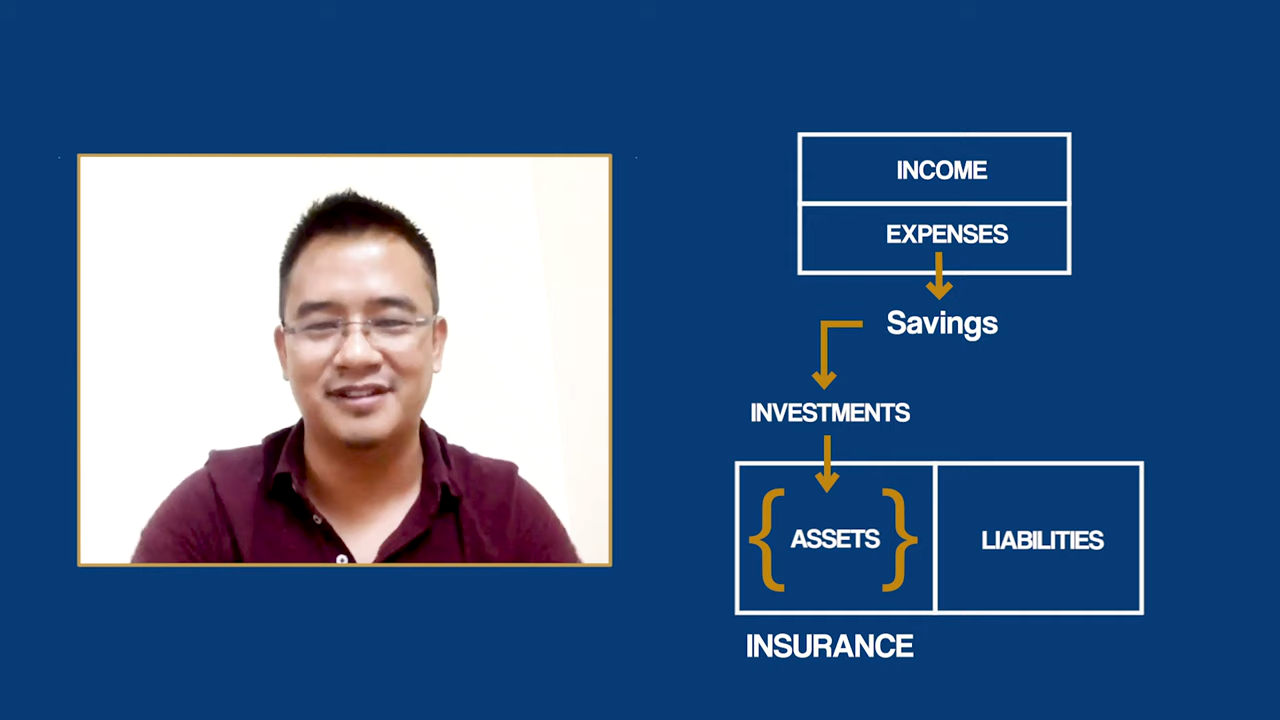 INCOME
EXPENSES
Savings
INVESTMENTS
{ ASSETS }
LIABILITIES
INSURANCE